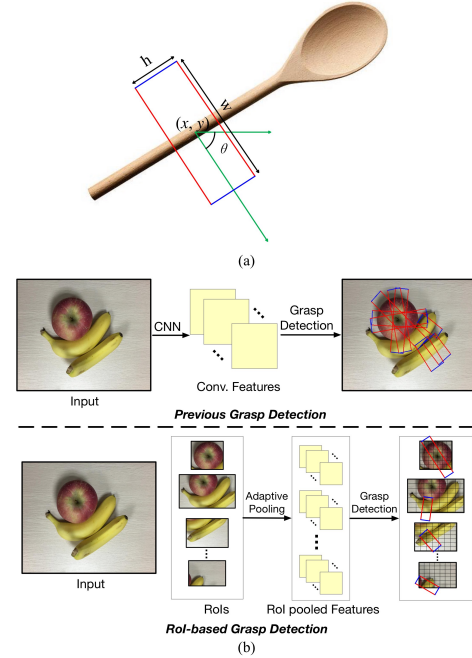 h
w
(x, y)
θ
(a)
CNN
Grasp
Detection
Input
Conv. Features
Previous Grasp Detection
Adaptive
Pooling
Grasp
Detection
Input
RoIs
RoI pooled Features
RoI-based Grasp Detection
(b)